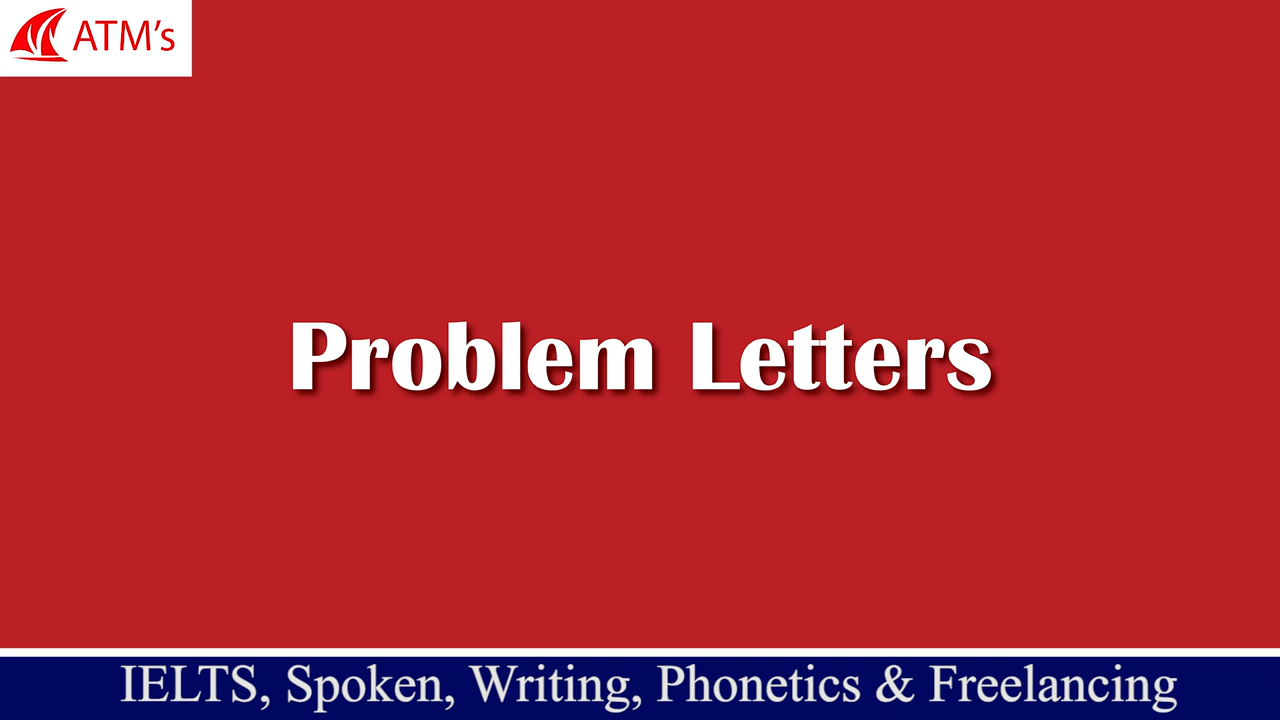 ATM's
Problem Letters
IELTS, Spoken, Writing, Phonetics & Freelancing